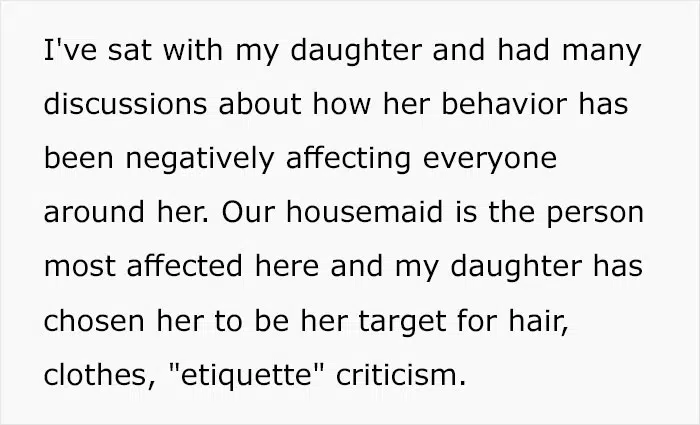 I've sat with my daughter and had many
discussions about how her behavior has
been negatively affecting everyone
around her. Our housemaid is the person
most affected here and my daughter has
chosen her to be her target for hair,
clothes, "etiquette" criticism.